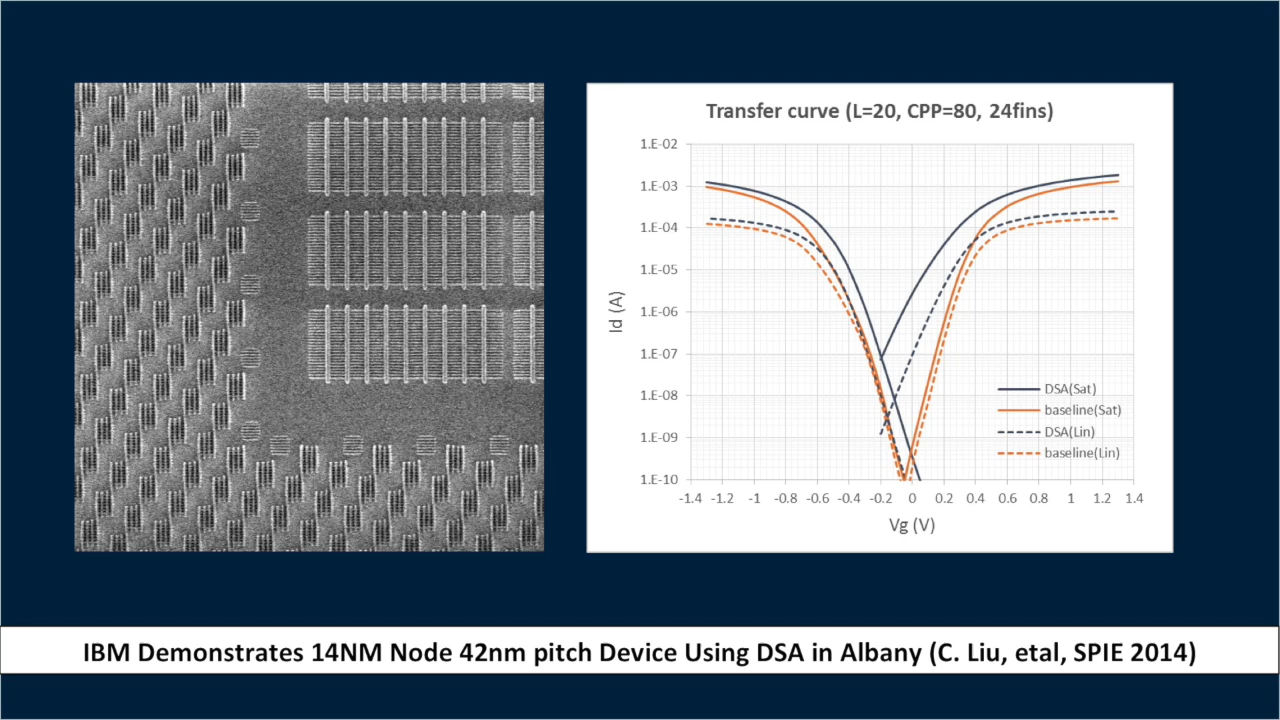 Transfer curve (L=20, CPP=80, 24fins)
1.E-02
1.E-03
1.E-04
1.E-05
1.E-06
1.E-07
1.E-08
1.E-09
1.E-10
Id (A)
DSA(Sat)
baseline(Sat)
DSA(Lin)
baseline(Lin)
-1.4 -1.2 -1 -0.8 -0.6 -0.4 -0.2 0 0.2 0.4 0.6 0.8 1 1.2 1.4
Vg (V)
IBM Demonstrates 14NM Node 42nm pitch Device Using DSA in Albany (C. Liu, etal, SPIE 2014)